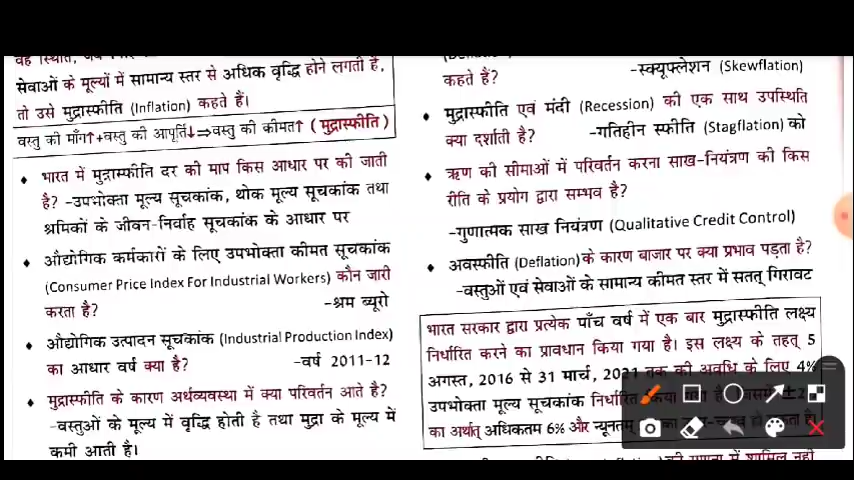 वह स्थिति, जब
सेवाओं के मूल्यों में सामान्य स्तर से अधिक वृद्धि होने लगती है,
तो उसे मुद्रास्फीति (Inflation) कहते हैं।
वस्तु की माँग↑+वस्तु की आपूर्ति↓⇒वस्तु की कीमत↑ (मुद्रास्फीति)
♦ भारत में मुद्रास्फीति दर की माप किस आधार पर की जाती
है? -उपभोक्ता मूल्य सूचकांक, थोक मूल्य सूचकांक तथा
श्रमिकों के जीवन-निर्वाह सूचकांक के आधार पर
♦ औद्योगिक कर्मकारों के लिए उपभोक्ता कीमत सूचकांक
(Consumer Price Index For Industrial Workers) कौन जारी
करता है? -श्रम ब्यूरो
♦ औद्योगिक उत्पादन सूचकांक (Industrial Production Index)
का आधार वर्ष क्या है? -वर्ष 2011-12
♦ मुद्रास्फीति के कारण अर्थव्यवस्था में क्या परिवर्तन आते है?
-वस्तुओं के मूल्य में वृद्धि होती है तथा मुद्रा के मूल्य में
कमी आती है।
कहते हैं? -स्क्यूफ्लेशन (Skewflation)
♦ मुद्रास्फीति एवं मंदी (Recession) की एक साथ उपस्थिति
क्या दर्शाती है? -गतिहीन स्फीति (Stagflation) को
♦ ऋण की सीमाओं में परिवर्तन करना साख-नियंत्रण की किस
रीति के प्रयोग द्वारा सम्भव है?
-गुणात्मक साख नियंत्रण (Qualitative Credit Control)
♦ अवस्फीति (Deflation) के कारण बाजार पर क्या प्रभाव पड़ता है?
-वस्तुओं एवं सेवाओं के सामान्य कीमत स्तर में सतत् गिरावट
भारत सरकार द्वारा प्रत्येक पाँच वर्ष में एक बार मुद्रास्फीति लक्ष्य
निर्धारित करने का प्रावधान किया गया है। इस लक्ष्य के तहत् 5
अगस्त, 2016 से 31 मार्च, 2021 तक की अवधि के लिए 4%
उपभोक्ता मूल्य सूचकांक निर्धारित किया गया है
का अर्थात् अधिकतम 6% और न्यूनतम
की गणना में शामिल नहीं